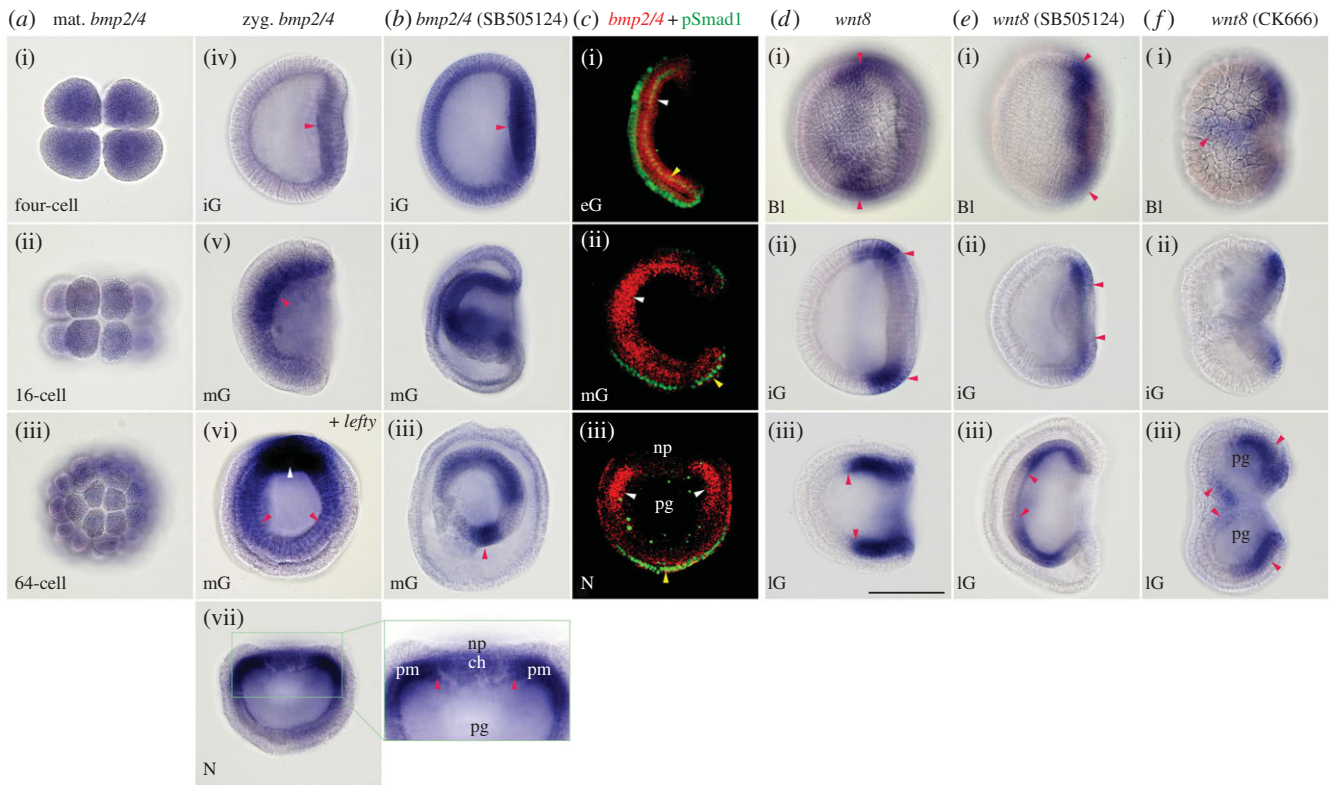 (a) mat. bmp2/4 zyg. bmp2/4 (b) bmp2/4 (SB505124) (c) bmp2/4 + pSmad1 (d) wnt8 (e) wnt8 (SB505124) (f) wnt8 (CK666)
(i) (iv) (i) (i) (i) (i) (i)
four-cell iG iG eG Bl Bl Bl
(ii) (v) (ii) (ii) (ii) (ii) (ii)
16-cell mG mG mG iG iG iG
+ lefty
(iii) (vi) (iii) (iii) (iii) (iii) (iii)
np
pg
pg
pg
64-cell mG mG N lG lG lG
(vii)
np
ch
pm pm
pg
N